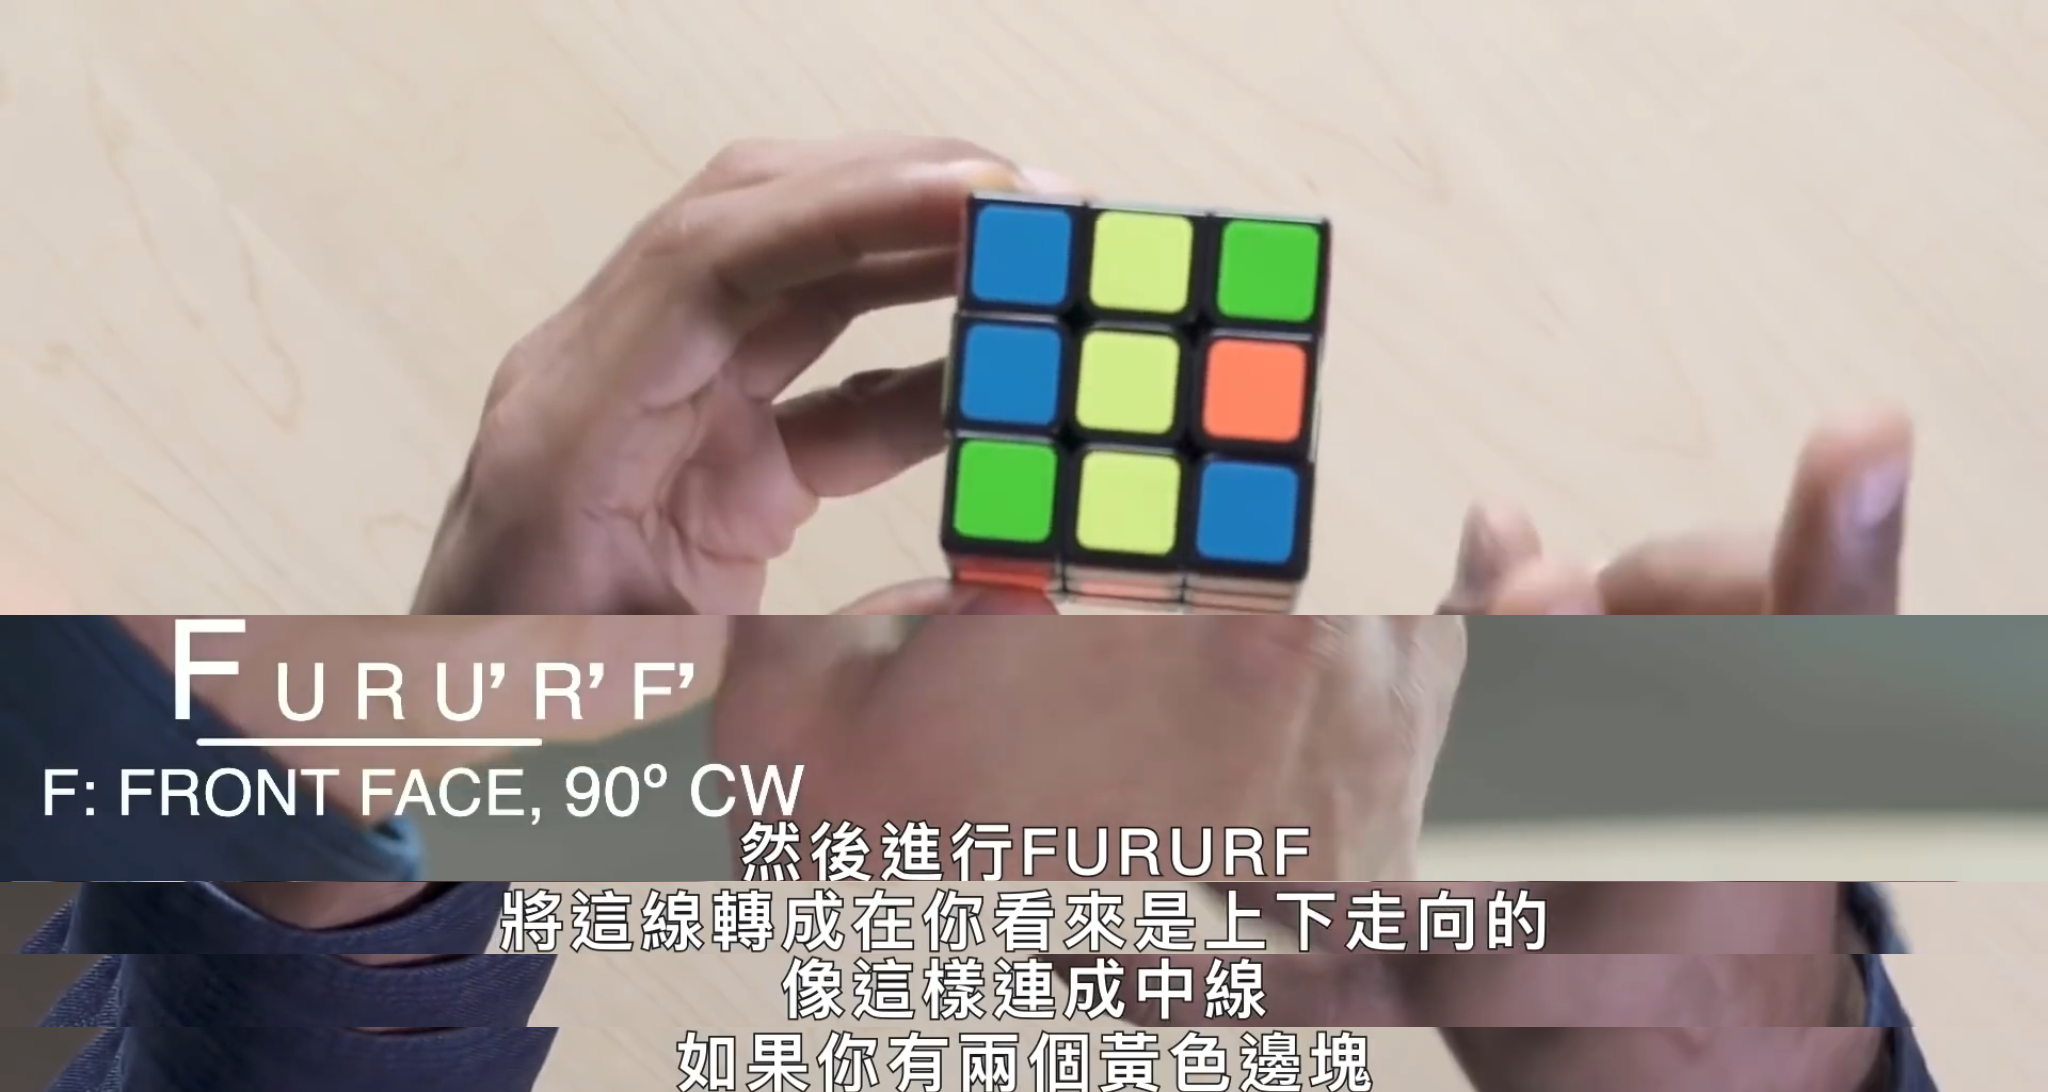 F U R U’ R’ F’
F: FRONT FACE, 90º CW
然後進行FURURF
將這線轉成在你看來是上下走向的
像這樣連成中線
如果你有兩個黃色邊塊